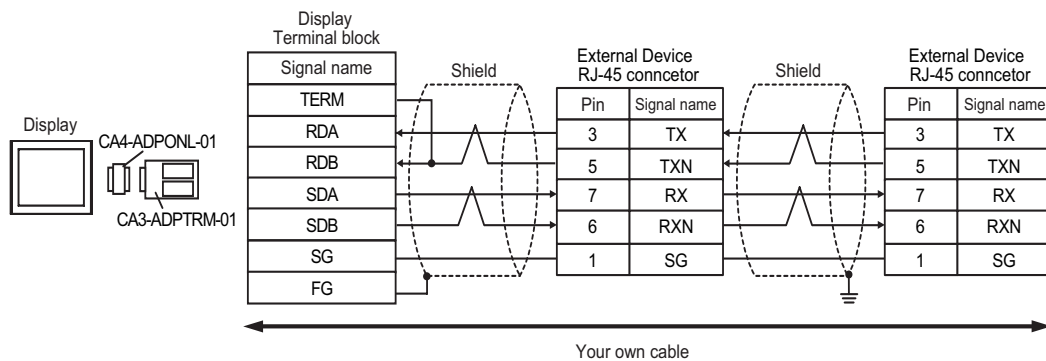 Display
Terminal block
Signal name
TERM
RDA
RDB
SDA
SDB
SG
FG
Display
CA4-ADPONL-01
CA3-ADPTRM-01
Shield
External Device
RJ-45 conncetor
Pin Signal name
3 TX
5 TXN
7 RX
6 RXN
1 SG
Shield
External Device
RJ-45 conncetor
Pin Signal name
3 TX
5 TXN
7 RX
6 RXN
1 SG
Your own cable